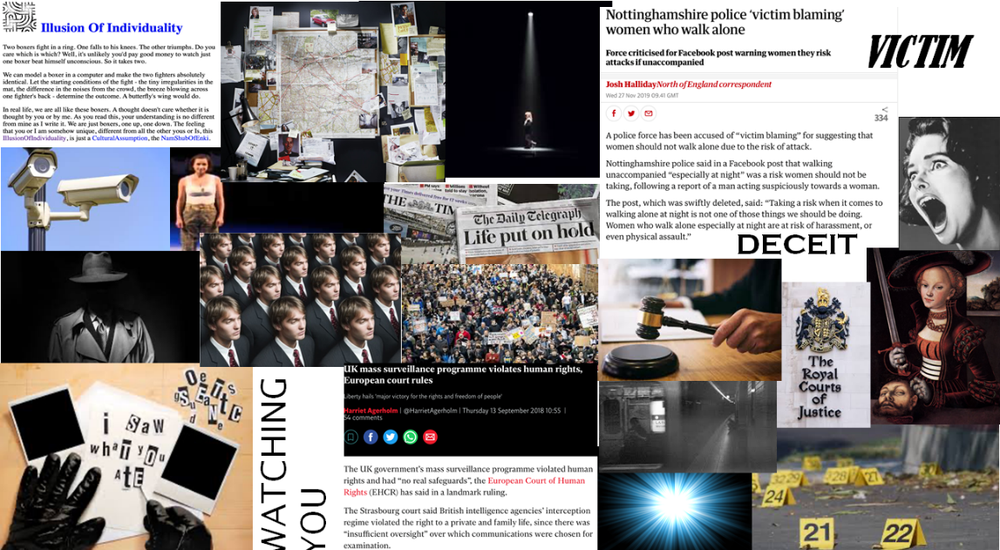 Illusion Of Individuality
Two boxers fight in a ring. One falls to his knees. The other triumphs. Do you
care which is which? Well, it's unlikely you'd pay good money to watch just
one boxer beat himself unconscious. So it takes two.
We can model a boxer in a computer and make the two fighters absolutely
identical. Let the starting conditions of the fight - the tiny irregularities in the
mat, the difference in the noises from the crowd, the breeze blowing across
one fighter's back - determine the outcome. A butterfly's wing would do.
In real life, we are all like these boxers. A thought doesn't care whether it is
thought by you or by me. As you read this, your understanding is no different
from mine as I write it. We are just boxers, one up, one down. The feeling
that you or I am somehow unique, different from all the other yous or Is, this
IllusionOfIndividuality, is just a CulturalAssumption, the NamShubOfEnki.
Nottinghamshire police ‘victim blaming’
women who walk alone
Force criticised for Facebook post warning women they risk
attacks if unaccompanied
Josh Halliday North of England correspondent
Wed 27 Nov 2019 09.41 GMT
334
A police force has been accused of “victim blaming” for suggesting that
women should not walk alone due to the risk of attack.
Nottinghamshire police said in a Facebook post that walking
unaccompanied “especially at night” was a risk women should not be
taking, following a report of a man acting suspiciously towards a woman.
The post, which was swiftly deleted, said: “Taking a risk when it comes to
walking alone at night is not one of those things we should be doing.
Women who walk alone especially at night are at risk of harassment, or
even physical assault.”
VICTIM
DECEIT
THE TIM
The Daily Telegraph
Life put on hold
The
Royal
Courts
of
Justice
i saw
what you
ATE
WATCHING
YOU
UK mass surveillance programme violates human rights,
European court rules
Liberty hails 'major victory for the rights and freedom of people'
Harriet Agerholm | @HarrietAgerholm | Thursday 13 September 2018 10:55 |
54 comments
The UK government's mass surveillance programme violated human
rights and had “no real safeguards”, the European Court of Human
Rights (EHCR) has said in a landmark ruling.
The Strasbourg court said British intelligence agencies’ interception
regime violated the right to a private and family life, since there was
“insufficient oversight” over which communications were chosen for
examination.
24
21
22